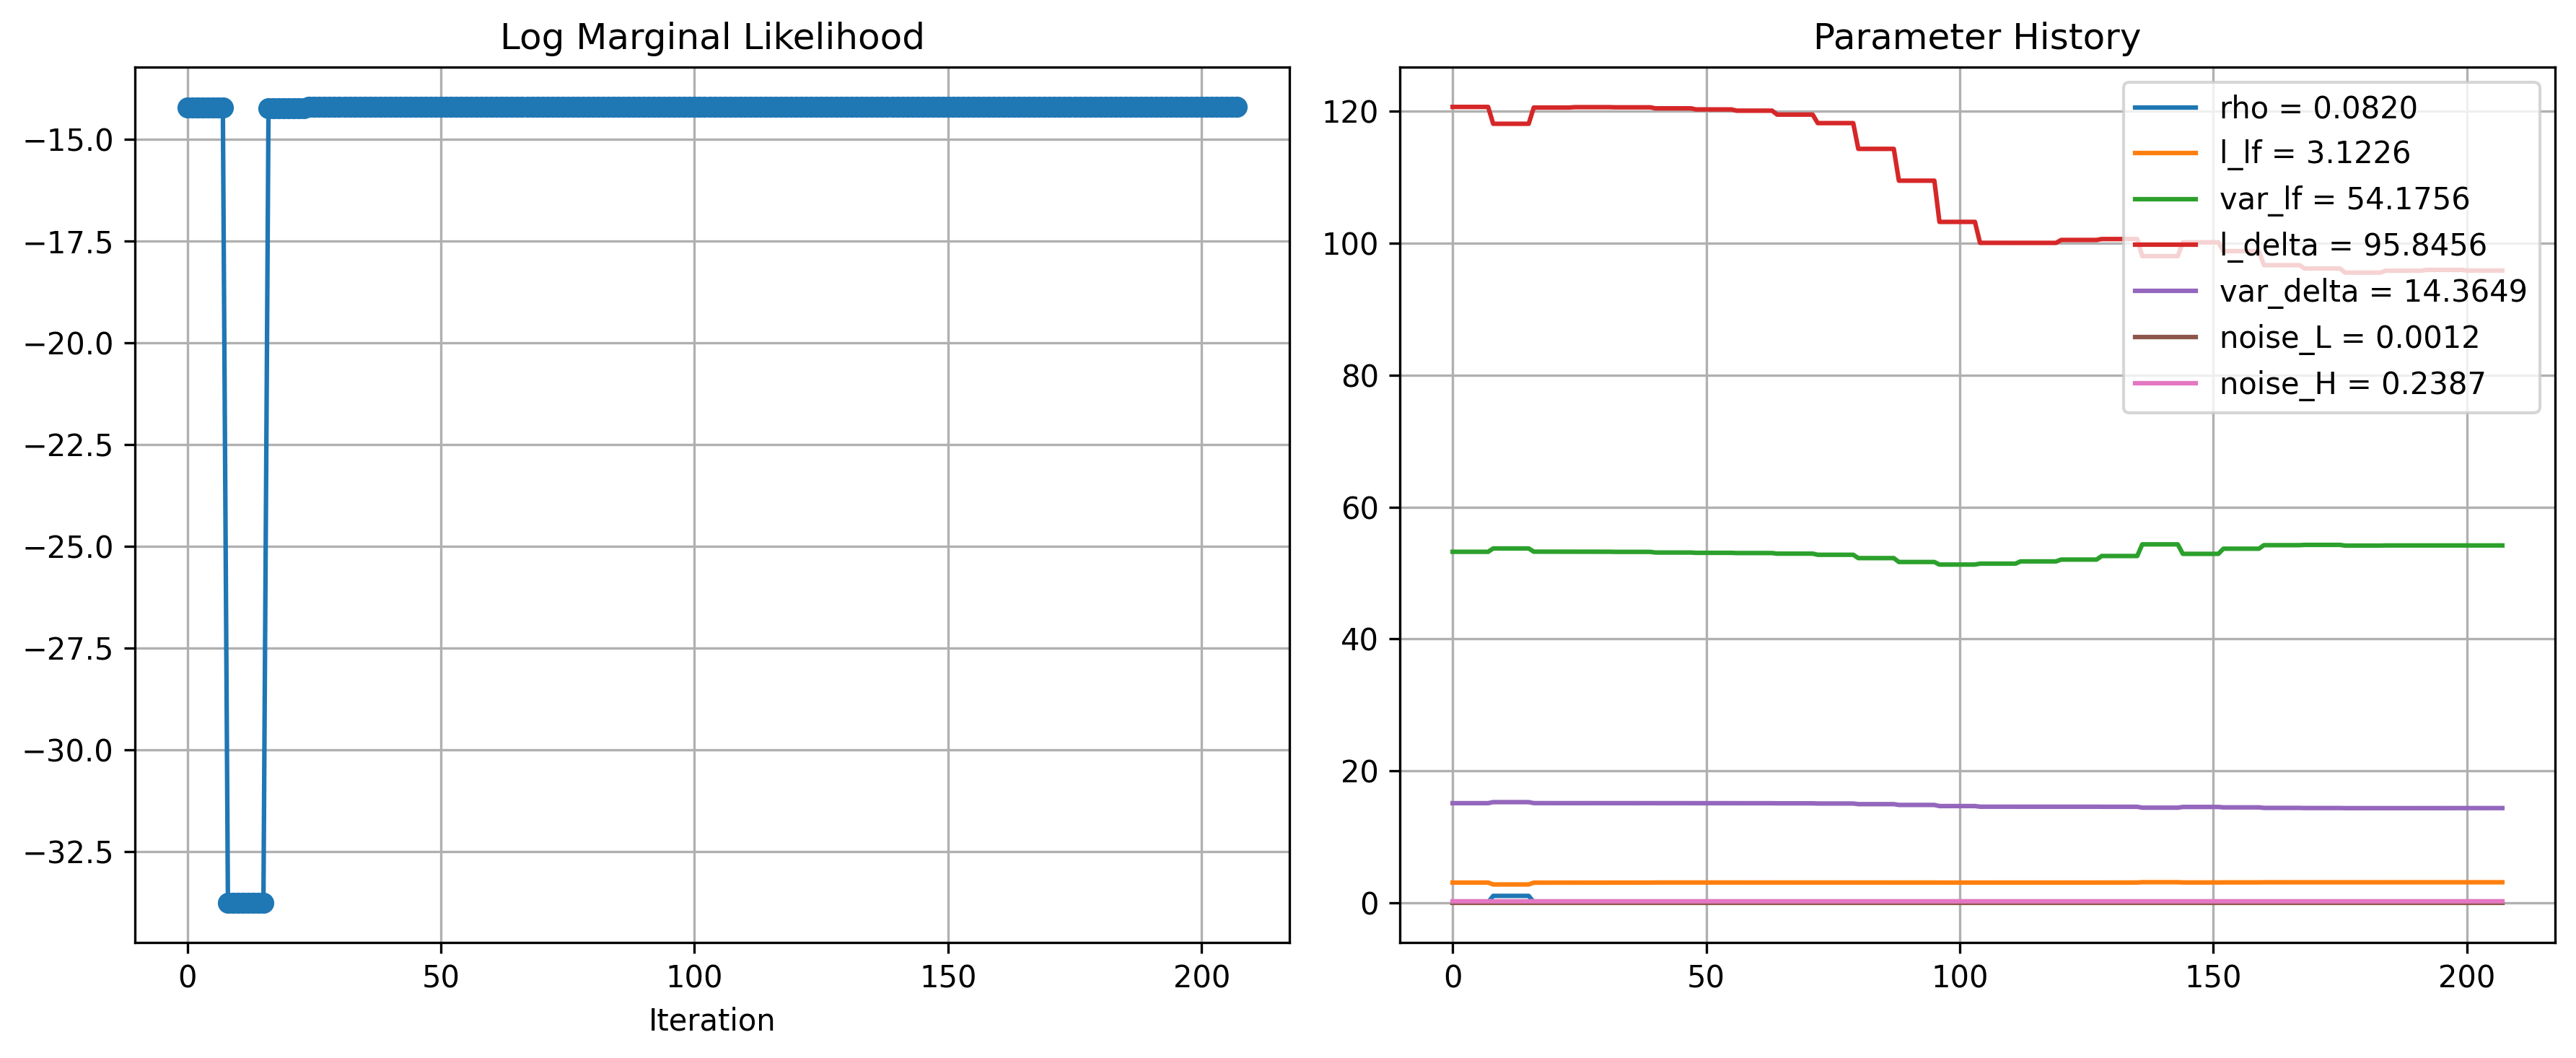 Log Marginal Likelihood
−15.0
−17.5
−20.0
−22.5
−25.0
−27.5
−30.0
−32.5
0 50 100 150 200
Iteration
Parameter History
120
100
80
60
40
20
0
rho = 0.0820
l_lf = 3.1226
var_lf = 54.1756
l_delta = 95.8456
var_delta = 14.3649
noise_L = 0.0012
noise_H = 0.2387
0 50 100 150 200